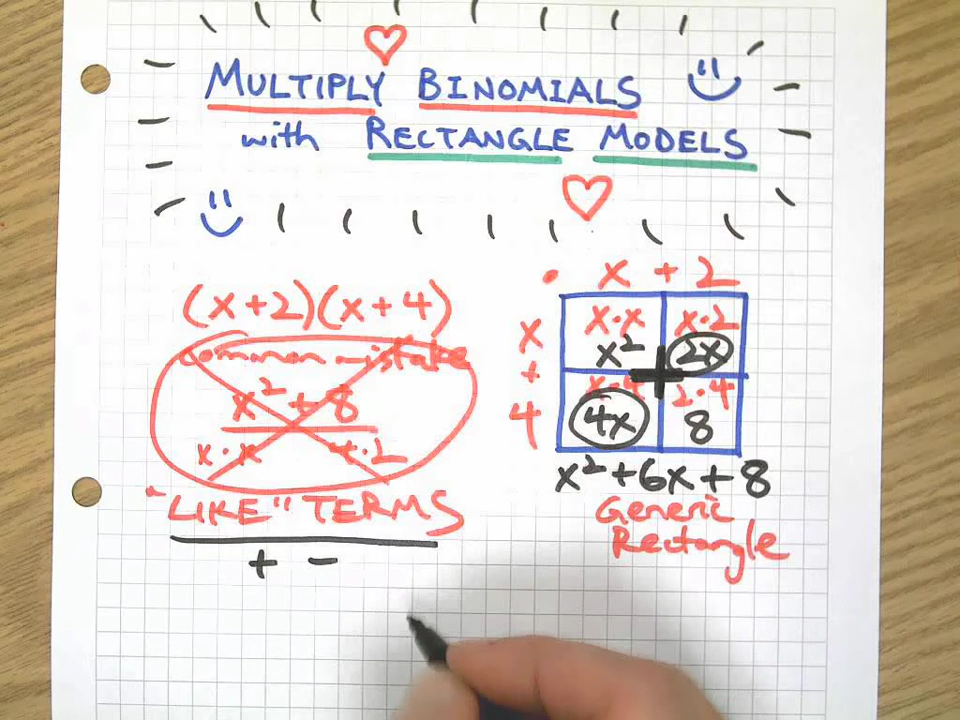 MULTIPLY BINOMIALS
with RECTANGLE MODELS
(x+2)(x+4)
common mistake
x² + 8
x·x 4·2
"LIKE" TERMS
+ −
· x + 2
x
+
4
x·x x·2
x² 2x
x·4 2·4
4x 8
x² + 6x + 8
Generic
Rectangle